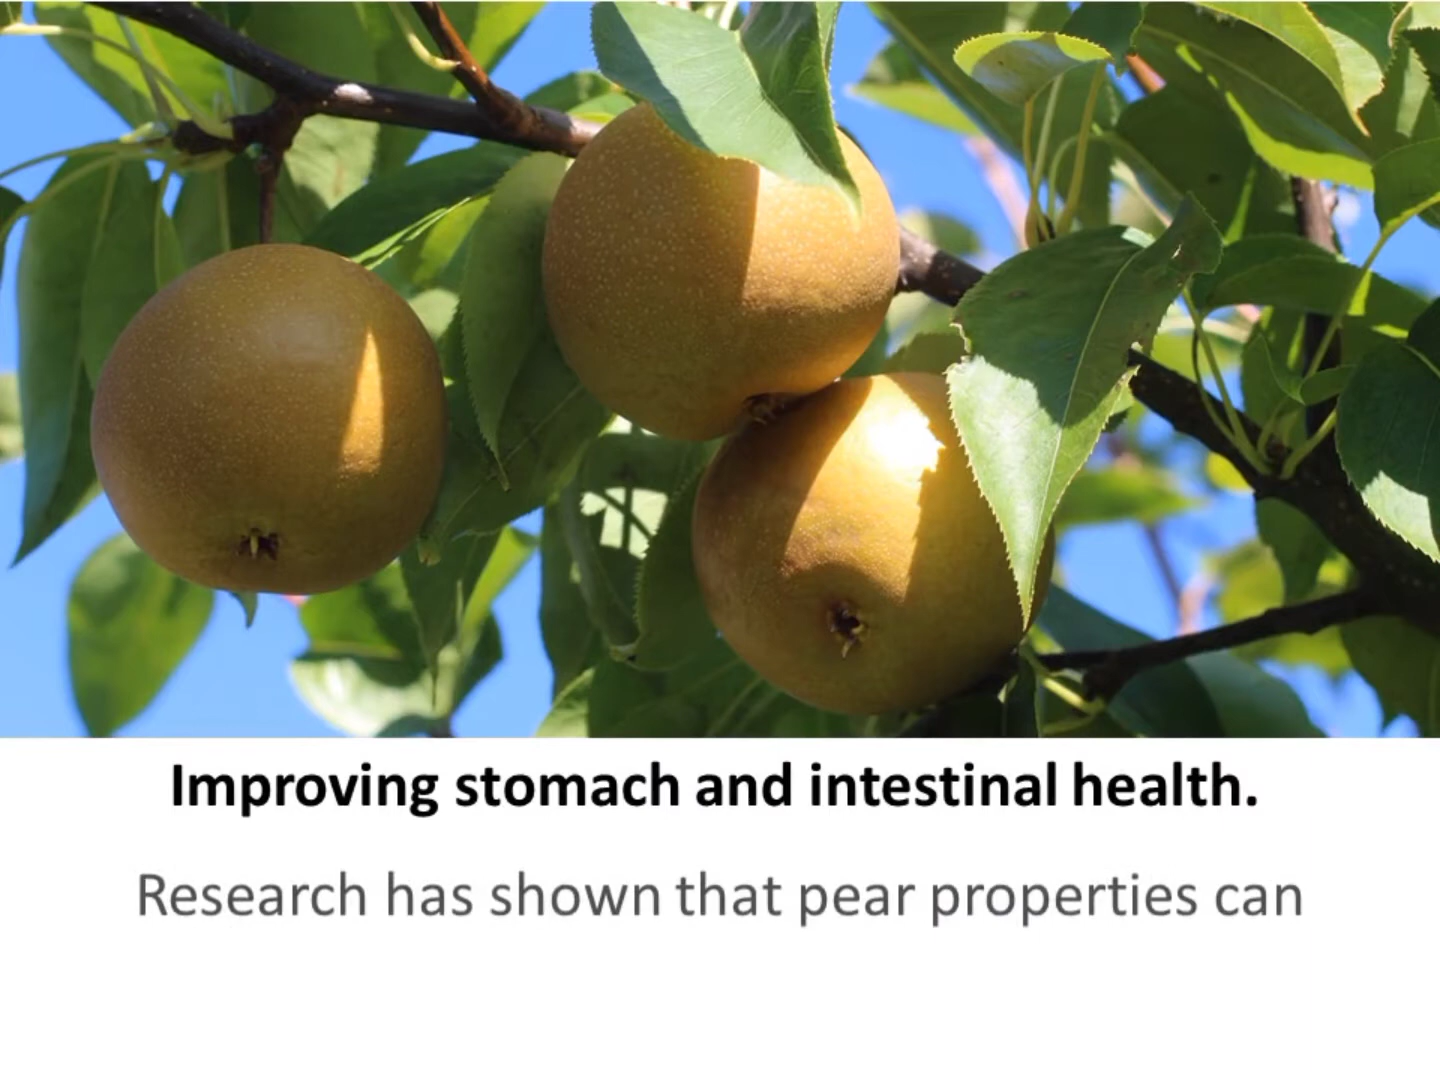 Improving stomach and intestinal health.
Research has shown that pear properties can